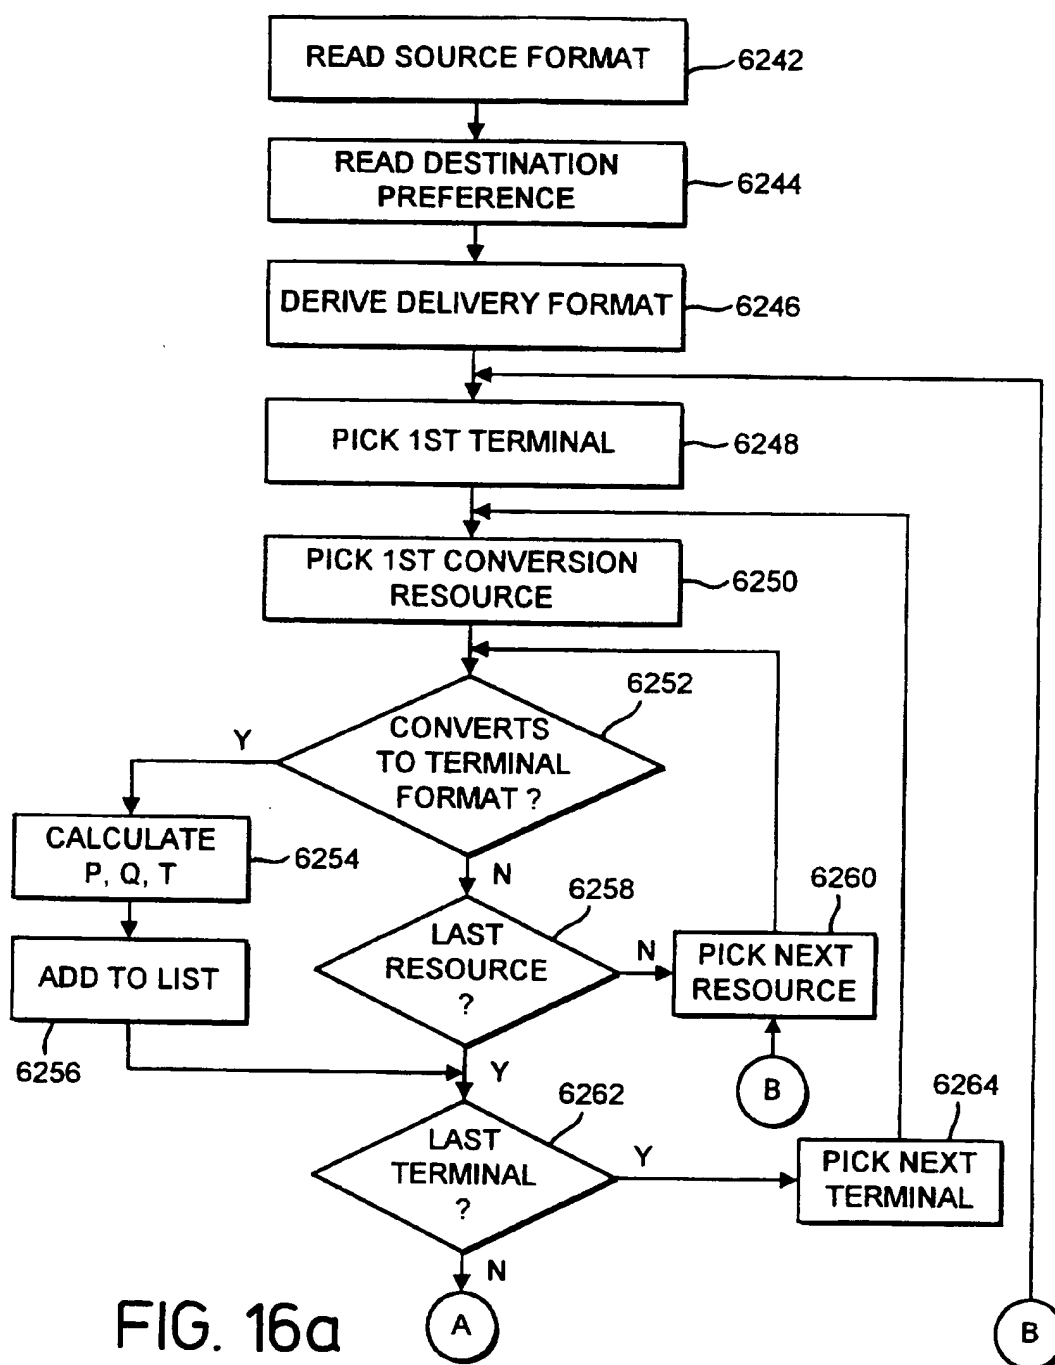 READ SOURCE FORMAT
6242
READ DESTINATION
PREFERENCE
6244
DERIVE DELIVERY FORMAT
6246
PICK 1ST TERMINAL
6248
PICK 1ST CONVERSION
RESOURCE
6250
6252
CONVERTS
TO TERMINAL
FORMAT ?
Y
N
CALCULATE
P, Q, T
6254
ADD TO LIST
6256
6258
LAST
RESOURCE
?
N
Y
6260
PICK NEXT
RESOURCE
B
6262
LAST
TERMINAL
?
Y
N
6264
PICK NEXT
TERMINAL
A
B
FIG. 16a